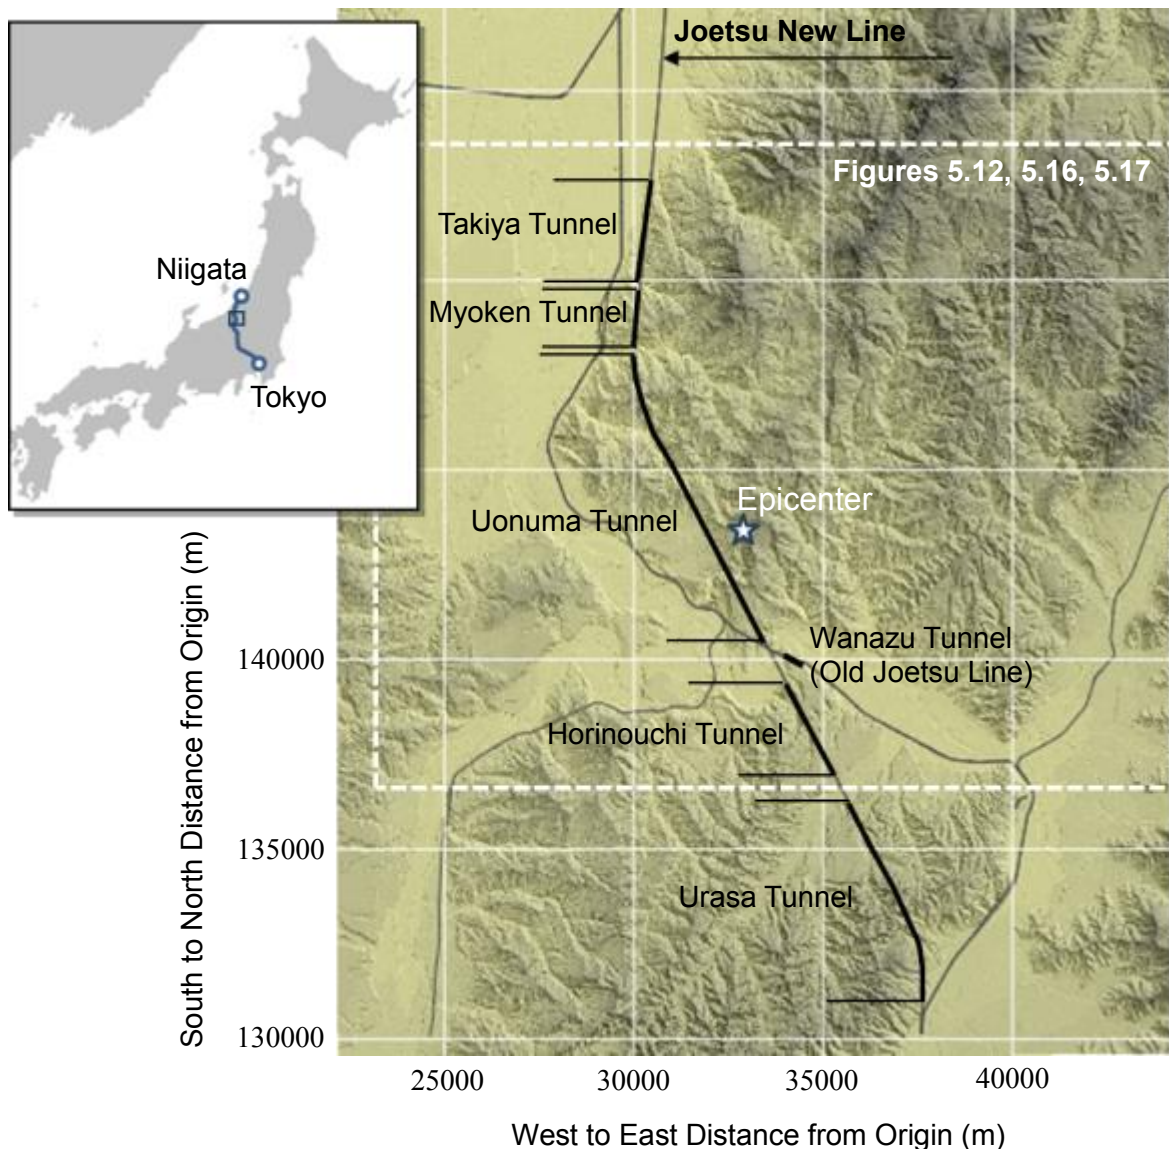 Joetsu New Line
Figures 5.12, 5.16, 5.17
Takiya Tunnel
Niigata
Myoken Tunnel
Tokyo
Epicenter
Uonuma Tunnel
South to North Distance from Origin (m)
Wanazu Tunnel
(Old Joetsu Line)
140000
Horinouchi Tunnel
135000
Urasa Tunnel
130000
25000
30000
35000
40000
West to East Distance from Origin (m)